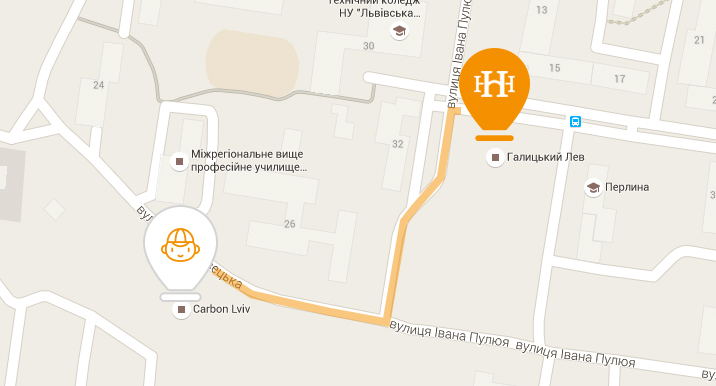 технічний коледж
НУ "Львівська...
30
24
13
15
17
21
32
26
вулиця Івана Пулюя
H
Галицький Лев
Перлина
Міжрегіональне вище
професійне училище...
Carbon Lviv
вулиця Івана Пулюя
вулиця Івана Пулюя